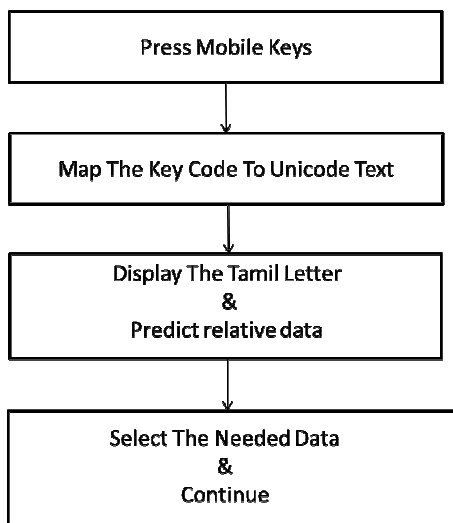 Press Mobile Keys
Map The Key Code To Unicode Text
Display The Tamil Letter
&
Predict relative data
Select The Needed Data
&
Continue